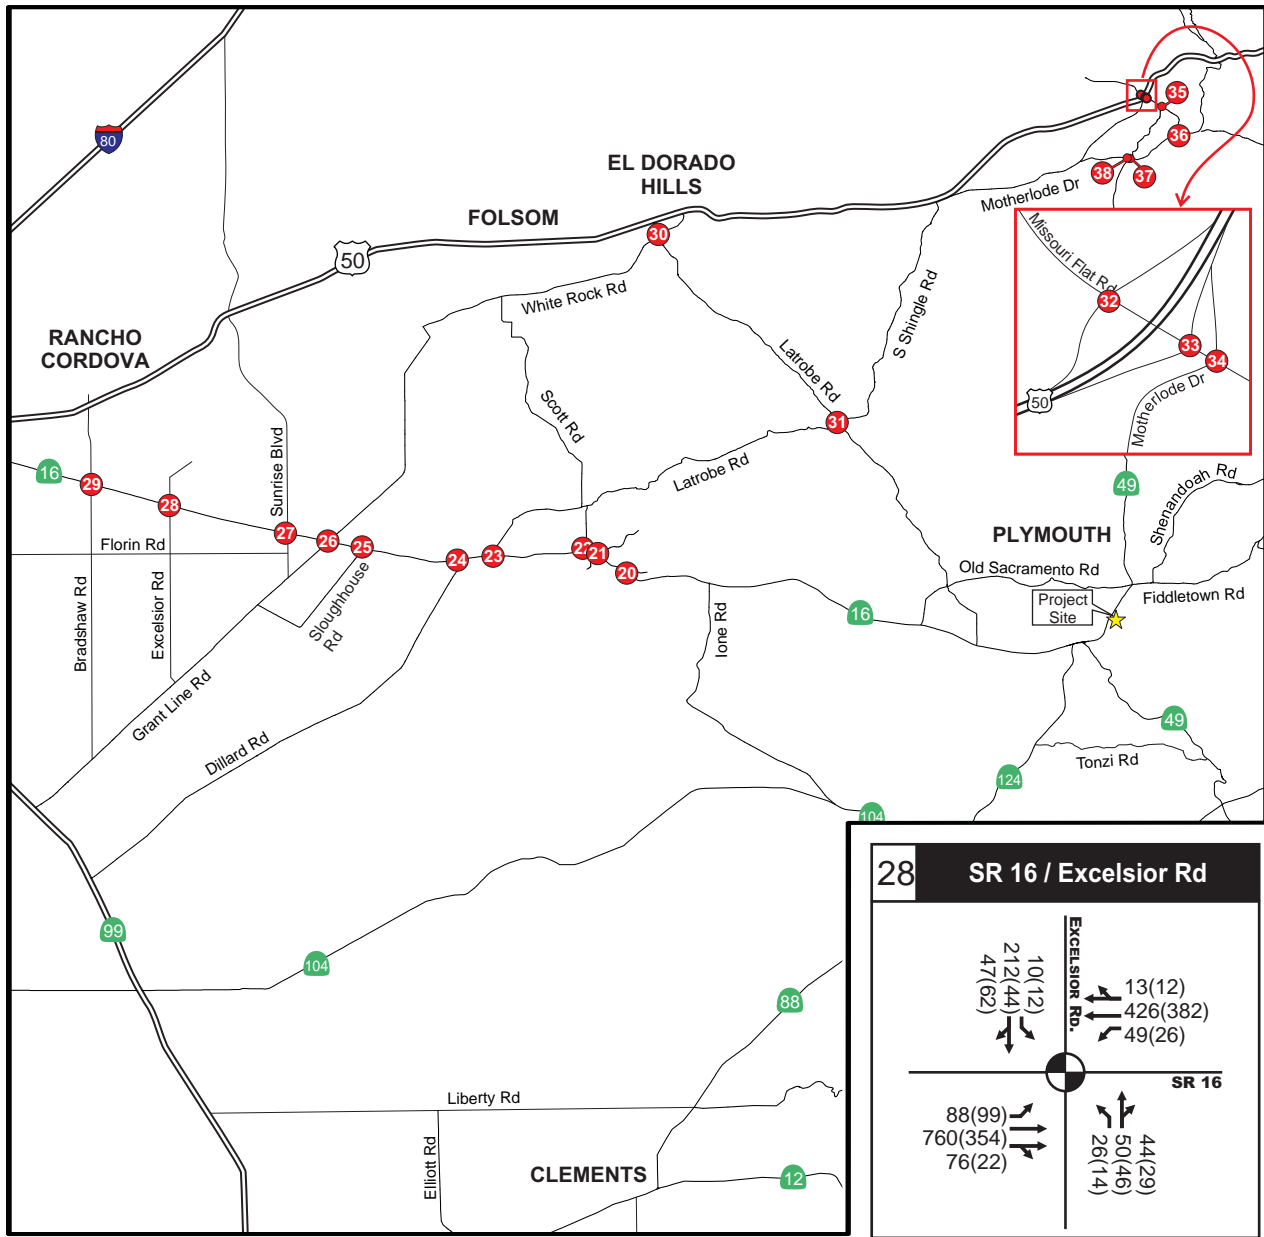 80
EL DORADO
HILLS
FOLSOM
50
RANCHO
CORDOVA
White Rock Rd
Motherlode Dr
S Shingle Rd
Latrobe Rd
Scott Rd
Sunrise Blvd
Latrobe Rd
30
31
35
36
37
38
Missouri Flat Rd
32
33
34
50
Motherlode Dr
49
Shenandoah Rd
PLYMOUTH
Old Sacramento Rd
Fiddletown Rd
Project
Site
16
29
28
27
26
25
24
23
22
21
20
Florin Rd
Bradshaw Rd
Excelsior Rd
Sloughhouse
Rd
Grant Line Rd
Dillard Rd
Ione Rd
16
49
Tonzi Rd
124
104
99
104
88
Liberty Rd
Elliott Rd
CLEMENTS
12
28
SR 16 / Excelsior Rd
EXCELSIOR RD.
SR 16
10(12)
212(44)
47(62)
13(12)
426(382)
49(26)
88(99)
760(354)
76(22)
44(29)
50(46)
26(14)